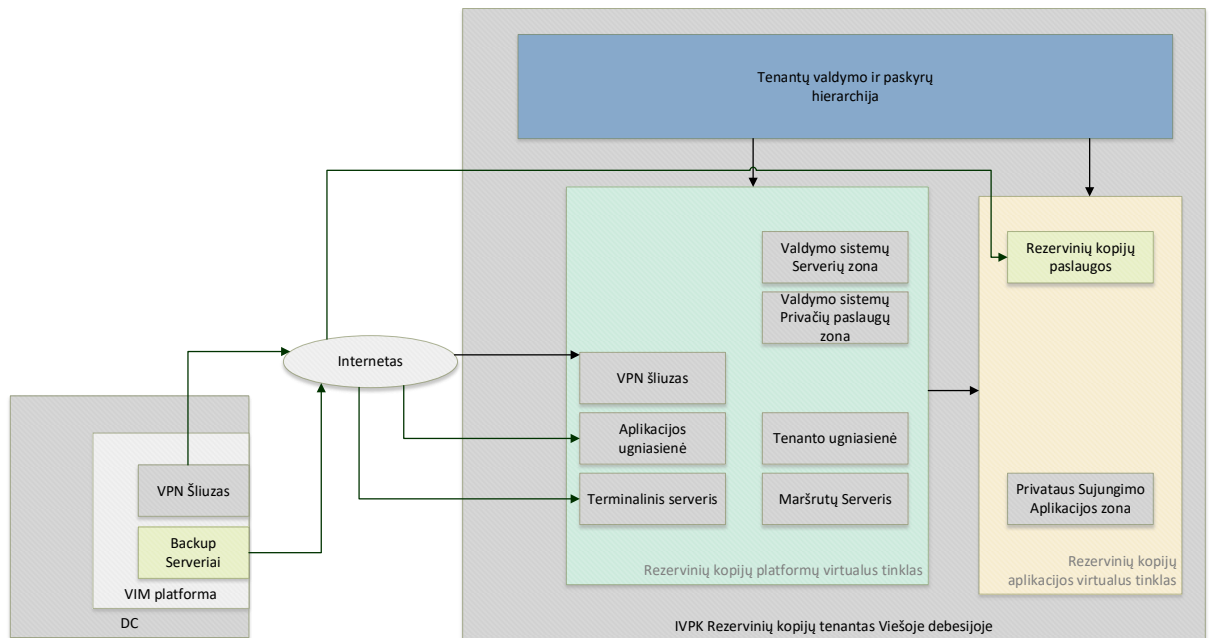 Tenantų valdymo ir paskyrų
hierarchija
Valdymo sistemų
Serverių zona
Valdymo sistemų
Privačių paslaugų
zona
Rezervinių kopijų
paslaugos
Internetas
VPN šliuzas
Aplikacijos
ugniasienė
Tenanto ugniasienė
Terminalinis serveris
Maršrutų Serveris
Privataus Sujungimo
Aplikacijos zona
Rezervinių kopijų platformų virtualus tinklas
Rezervinių kopijų
aplikacijos virtualus tinklas
VPN Šliuzas
Backup
Serveriai
VIM platforma
DC
IVPK Rezervinių kopijų tenantas Viešoje debesijoje